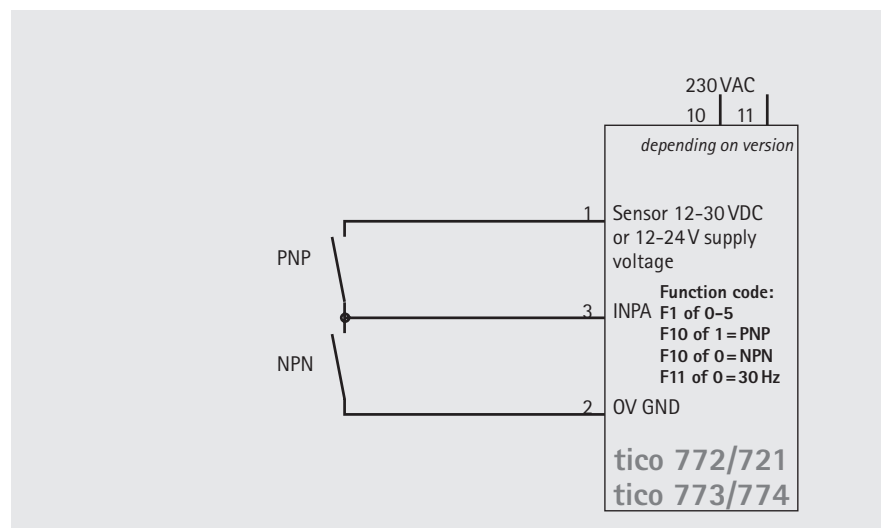 230 VAC
10 11
depending on version
1 Sensor 12-30 VDC
or 12-24 V supply
voltage
PNP
Function code:
3 INPA F1 of 0-5
F10 of 1=PNP
F10 of 0=NPN
F11 of 0=30 Hz
NPN
2 0V GND
tico 772/721
tico 773/774